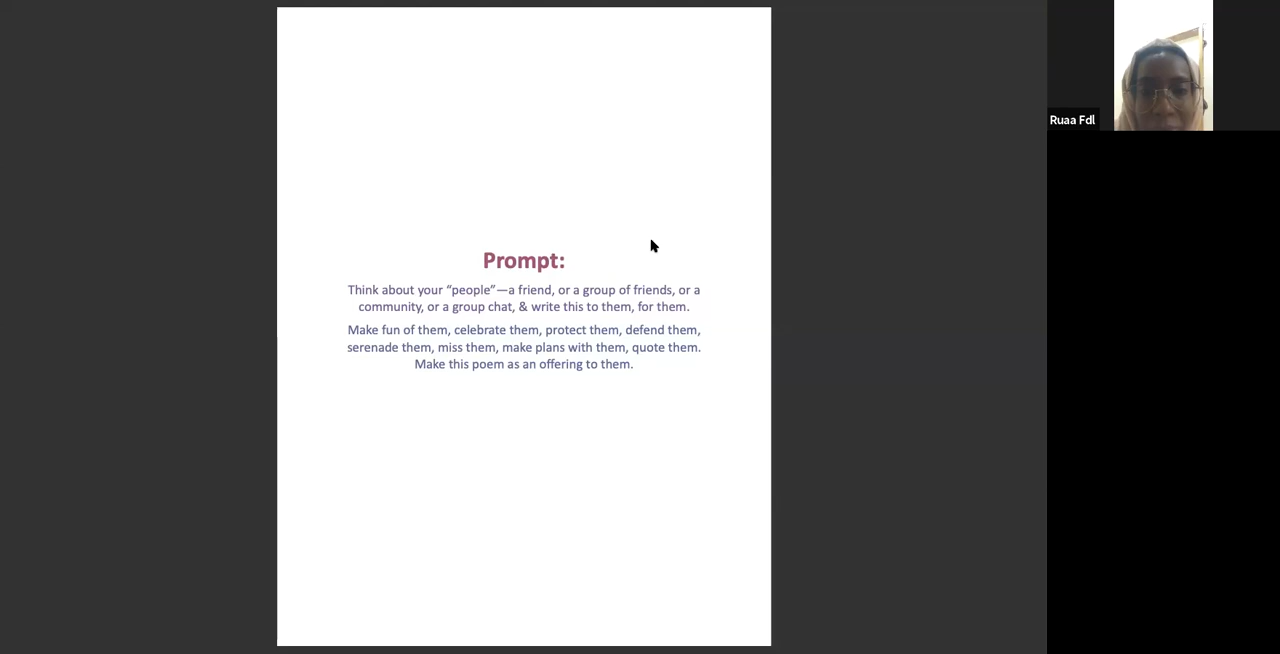 Prompt:
Think about your “people”—a friend, or a group of friends, or a
community, or a group chat, & write this to them, for them.
Make fun of them, celebrate them, protect them, defend them,
serenade them, miss them, make plans with them, quote them.
Make this poem as an offering to them.
Ruaa Fdl